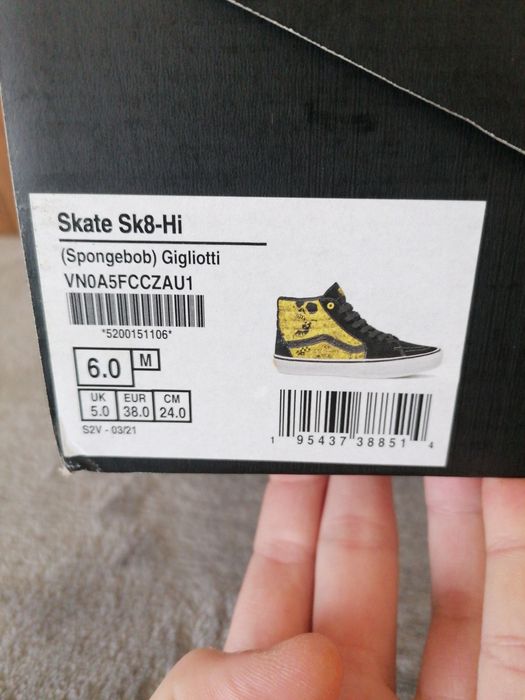 Skate Sk8-Hi
(Spongebob) Gigliotti
VN0A5FCCZAU1
*5200151106*
6.0 M
UK EUR CM
5.0 38.0 24.0
S2V - 03/21
1 95437 38851 4